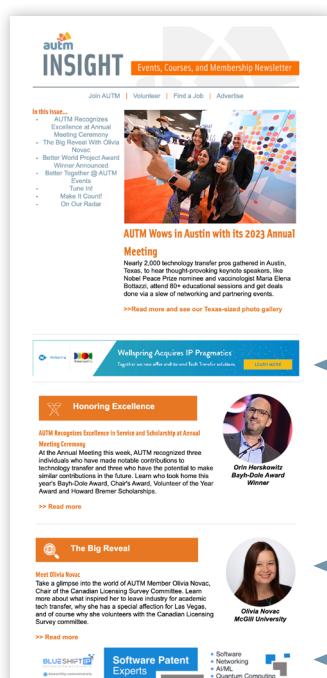 autm
INSIGHT
Events, Courses, and Membership Newsletter
Join AUTM | Volunteer | Find a Job | Advertise
In this issue...
- AUTM Recognizes
Excellence at Annual
Meeting Ceremony
- The Big Reveal With Olivia
Novac
- Better World Project Award
Winner Announced
- Better Together @ AUTM
Events
- Tune In!
- Make It Count!
- On Our Radar
AUTM Wows in Austin with its 2023 Annual
Meeting
Nearly 2,000 technology transfer pros gathered in Austin,
Texas, to hear thought-provoking keynote speakers, like
Nobel Peace Prize nominee and vaccinologist Maria Elena
Bottazzi, attend 80+ educational sessions and get deals
done via a slew of networking and partnering events.
>>Read more and see our Texas-sized photo gallery
Wellspring
Wellspring Acquires IP Pragmatics
Together we now offer end-to-end Tech Transfer solutions.
LEARN MORE
Honoring Excellence
AUTM Recognizes Excellence in Service and Scholarship at Annual
Meeting Ceremony
At the Annual Meeting this week, AUTM recognized three
individuals who have made notable contributions to
technology transfer and three who have the potential to make
similar contributions in the future. Learn who took home this
year's Bayh-Dole Award, Chair's Award, Volunteer of the Year
Award and Howard Bremer Scholarships.
>> Read more
Orin Herskowitz
Bayh-Dole Award
Winner
The Big Reveal
Meet Olivia Novac
Take a glimpse into the world of AUTM Member Olivia Novac,
Chair of the Canadian Licensing Survey Committee. Learn
more about what inspired her to leave industry for academic
tech transfer, why she has a special affection for Las Vegas,
and of course why she volunteers with the Canadian Licensing
Survey committee.
>> Read more
Olivia Novac
McGill University
BLUESHIFT IP
Software Patent
Experts
• Software
• Networking
• AI/ML
• Quantum Computing